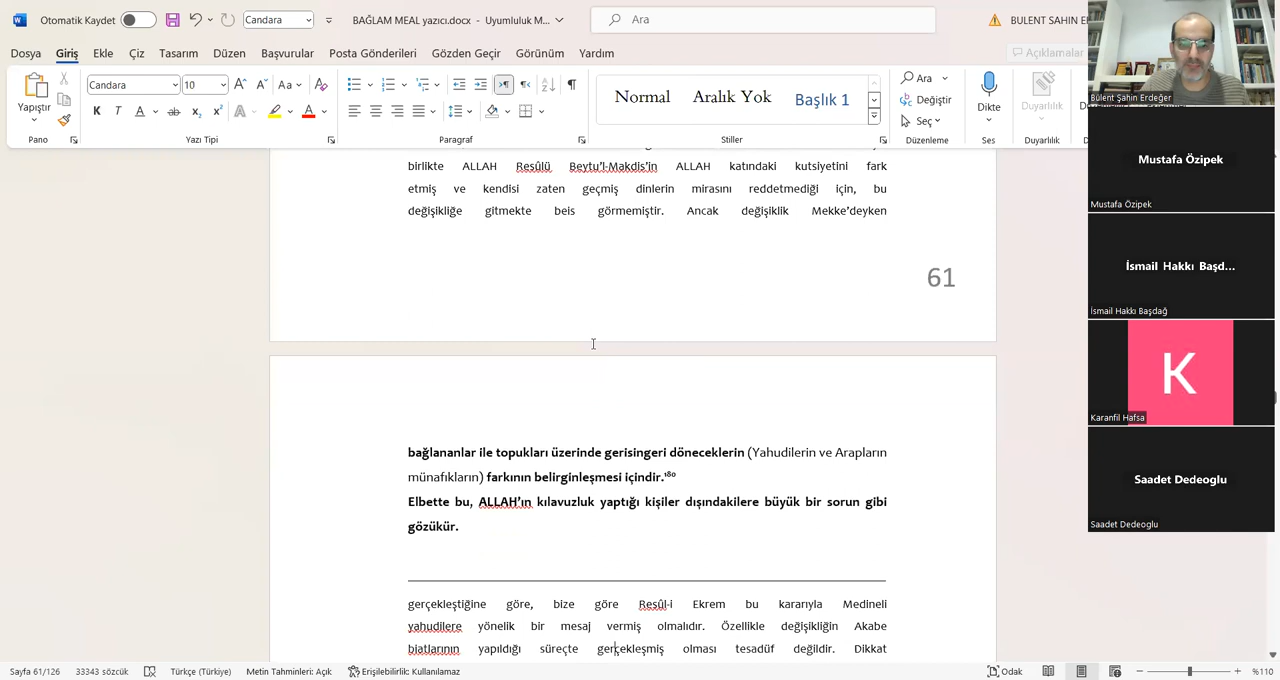 Otomatik Kaydet
Candara
BAĞLAM MEAL yazıcı.docx - Uyumluluk M...
Ara
BULENT SAHIN
Dosya Giriş Ekle Çiz Tasarım Düzen Başvurular Posta Gönderileri Gözden Geçir Görünüm Yardım
Açıklamalar
Yapıştır
Candara 10
Aa
K T A ab x₂ x² A A
Normal Aralık Yok Başlık 1
Ara
Değiştir
Seç
Dikte
Duyarlılık
Pano Yazı Tipi Paragraf Stiller Düzenleme Ses Duyarlılık
birlikte ALLAH Resûlü Beytu’l-Makdis’in ALLAH katındaki kutsiyetini fark
etmiş ve kendisi zaten geçmiş dinlerin mirasını reddetmediği için, bu
değişikliğe gitmekte beis görmemiştir. Ancak değişiklik Mekke’deyken
61
bağlananlar ile topukları üzerinde gerisingeri döneceklerin (Yahudilerin ve Arapların
münafıkların) farkının belirginleşmesi içindir.¹⁸⁰
Elbette bu, ALLAH’ın kılavuzluk yaptığı kişiler dışındakilere büyük bir sorun gibi
gözükür.
gerçekleştiğine göre, bize göre Resûl-i Ekrem bu kararıyla Medineli
yahudilere yönelik bir mesaj vermiş olmalıdır. Özellikle değişikliğin Akabe
biatlarının yapıldığı süreçte gerçekleşmiş olması tesadüf değildir. Dikkat
Sayfa 61/126 33343 sözcük Türkçe (Türkiye) Metin Tahminleri: Açık Erişilebilirlik: Kullanılamaz
Odak
%110
Bülent Şahin Erdeğer
Mustafa Özipek
Mustafa Özipek
İsmail Hakkı Başd...
İsmail Hakkı Başdağ
K
Karanfil Hafsa
Saadet Dedeoglu
Saadet Dedeoglu